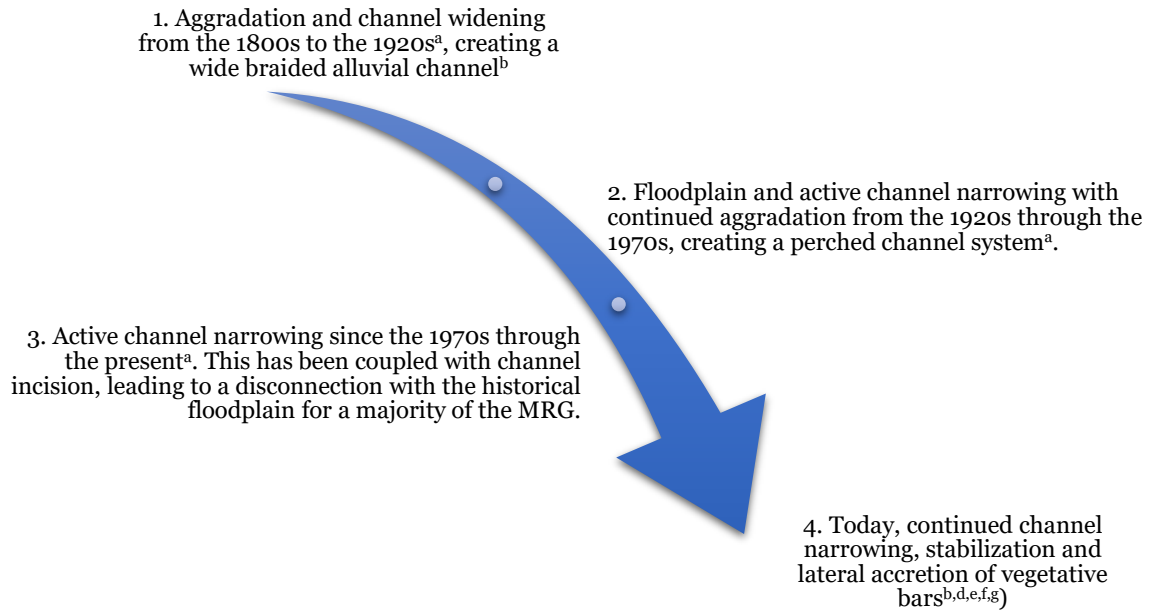 1. Aggradation and channel widening
from the 1800s to the 1920sᵃ, creating a
wide braided alluvial channelᵇ
2. Floodplain and active channel narrowing with
continued aggradation from the 1920s through the
1970s, creating a perched channel systemᵃ.
3. Active channel narrowing since the 1970s through
the presentᵃ. This has been coupled with channel
incision, leading to a disconnection with the historical
floodplain for a majority of the MRG.
4. Today, continued channel
narrowing, stabilization and
lateral accretion of vegetative
barsᵇ,ᵈ,ᵉ,ᶠ,ᵍ)